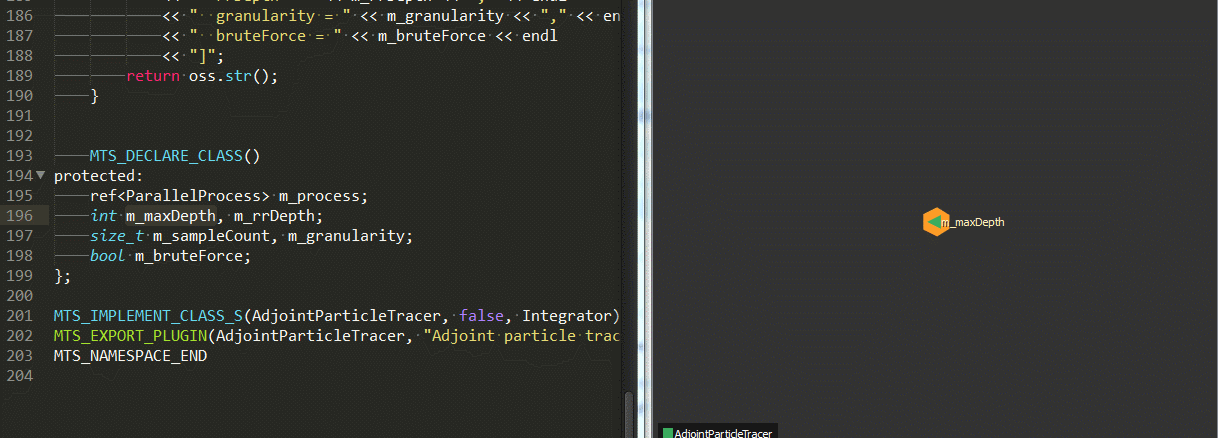 186 << " granularity = " << m_granularity << "," << en
187 << " bruteForce = " << m_bruteForce << endl
188 << "]";
189 return oss.str();
190 }
191
192
193 MTS_DECLARE_CLASS()
194 protected:
195 ref<ParallelProcess> m_process;
196 int m_maxDepth, m_rrDepth;
197 size_t m_sampleCount, m_granularity;
198 bool m_bruteForce;
199 };
200
201 MTS_IMPLEMENT_CLASS_S(AdjointParticleTracer, false, Integrator)
202 MTS_EXPORT_PLUGIN(AdjointParticleTracer, "Adjoint particle trac
203 MTS_NAMESPACE_END
204
m_maxDepth
AdjointParticleTracer